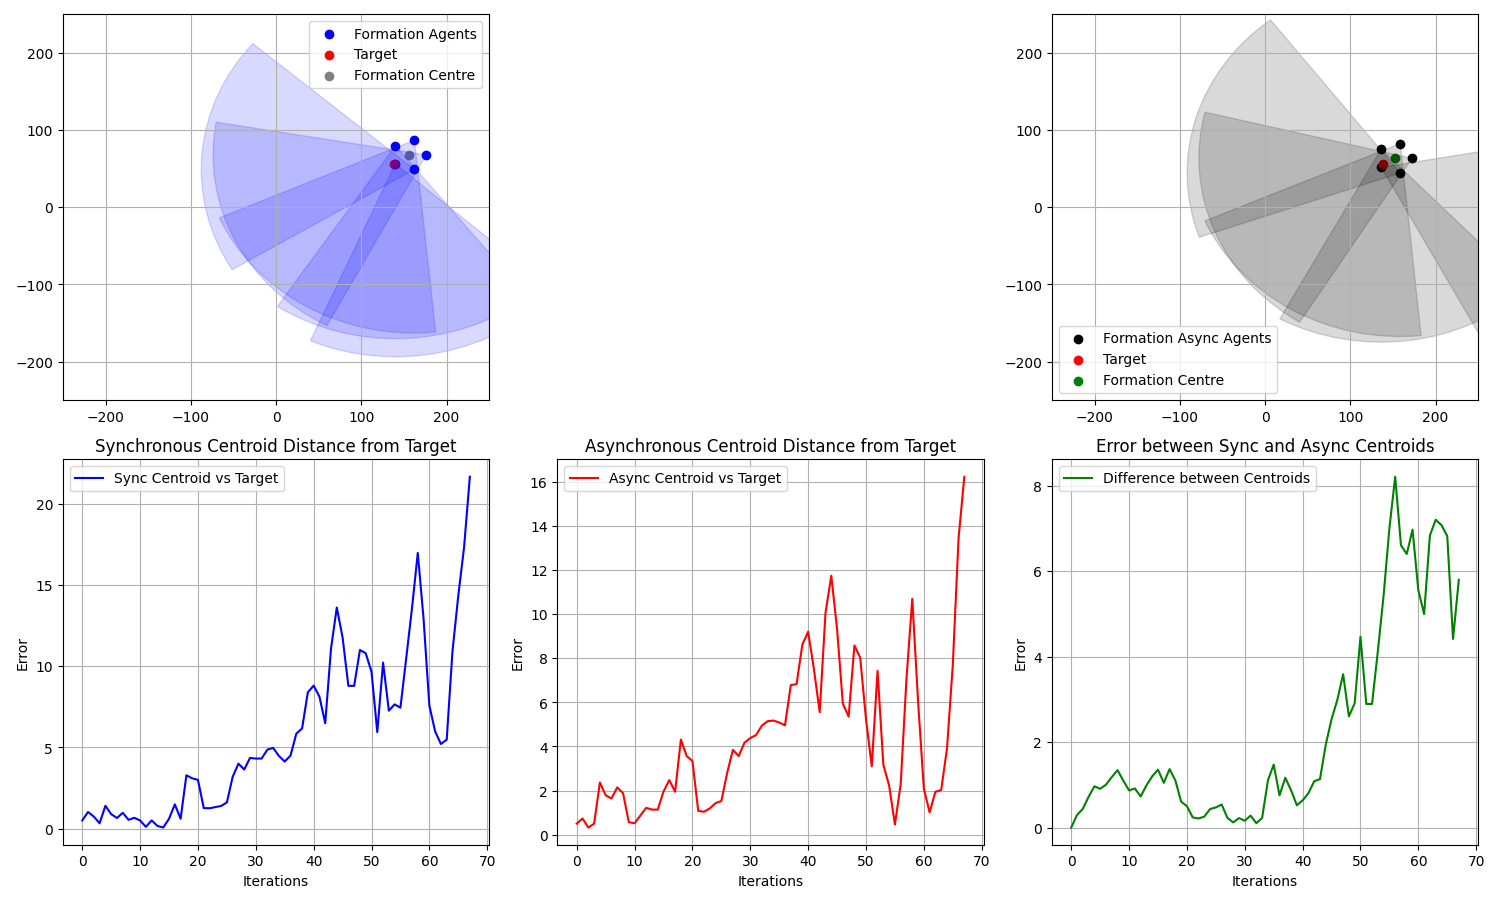 200
100
0
−100
−200
−200 −100 0 100 200
Formation Agents
Target
Formation Centre
200
100
0
−100
−200
−200 −100 0 100 200
Formation Async Agents
Target
Formation Centre
Synchronous Centroid Distance from Target
Sync Centroid vs Target
20
15
10
5
0
Error
0 10 20 30 40 50 60 70
Iterations
Asynchronous Centroid Distance from Target
Async Centroid vs Target
16
14
12
10
8
6
4
2
0
Error
0 10 20 30 40 50 60 70
Iterations
Error between Sync and Async Centroids
Difference between Centroids
8
6
4
2
0
Error
0 10 20 30 40 50 60 70
Iterations